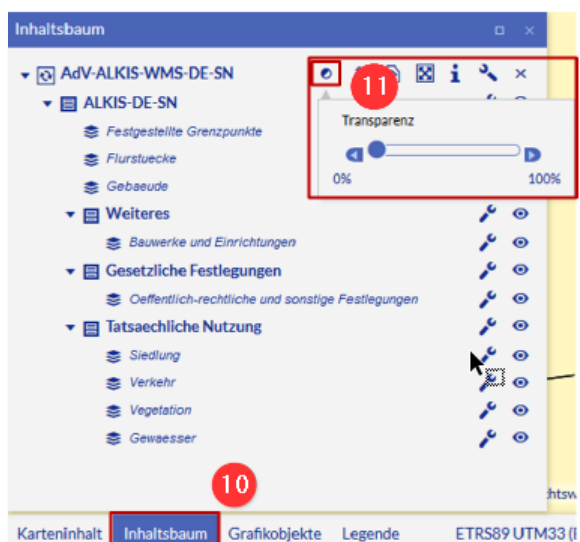 Inhaltsbaum
AdV-ALKIS-WMS-DE-SN
11
ALKIS-DE-SN
Transparenz
Festgestellte Grenzpunkte
Flurstuecke
0%
100%
Gebaeude
Weiteres
Bauwerke und Einrichtungen
Gesetzliche Festlegungen
Oeffentlich-rechtliche und sonstige Festlegungen
Tatsaechliche Nutzung
Siedlung
Verkehr
Vegetation
Gewaesser
10
htsw
Karteninhalt Inhaltsbaum Grafikobjekte Legende ETRS89 UTM33 (